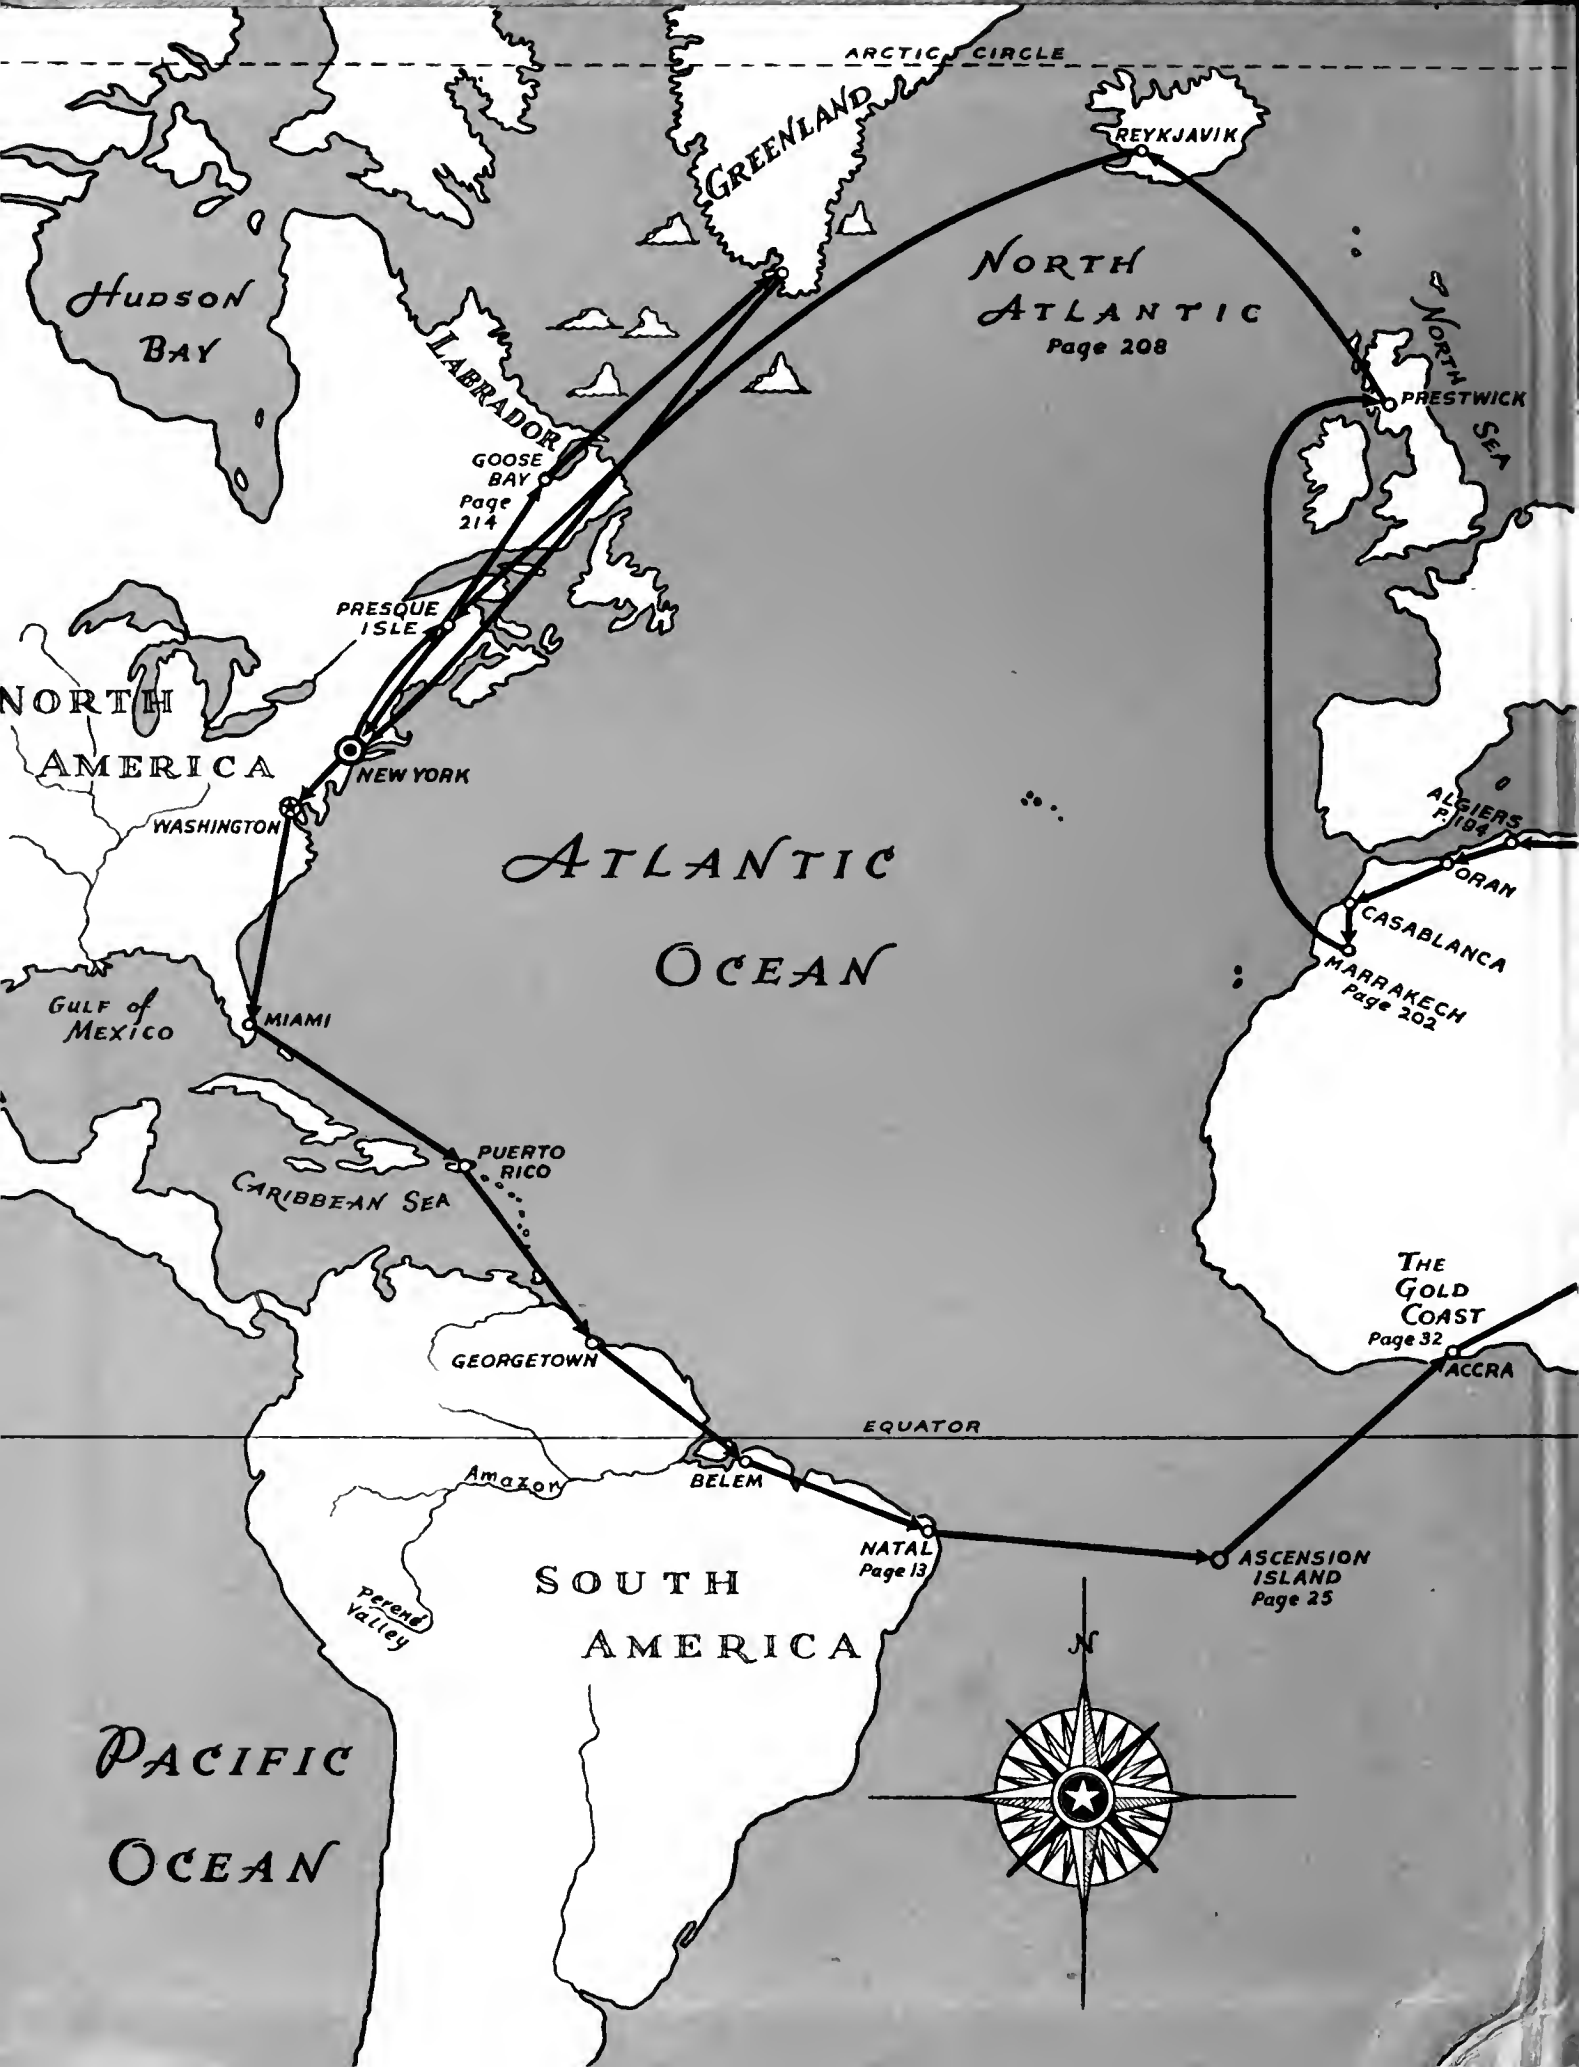 ARCTIC CIRCLE
GREENLAND
REYKJAVIK
NORTH
ATLANTIC
Page 208
HUDSON
BAY
LABRADOR
NORTH
SEA
PRESTWICK
GOOSE
BAY
Page
214
PRESQUE
ISLE
NORTH
AMERICA
NEW YORK
WASHINGTON
ALGIERS
P. 194
ORAN
CASABLANCA
MARRAKECH
Page 202
ATLANTIC
OCEAN
GULF of
MEXICO
MIAMI
PUERTO
RICO
CARIBBEAN SEA
THE
GOLD
COAST
Page 32
ACCRA
GEORGETOWN
EQUATOR
Amazon
BELEM
NATAL
Page 13
ASCENSION
ISLAND
Page 25
Perené
Valley
SOUTH
AMERICA
N
PACIFIC
OCEAN